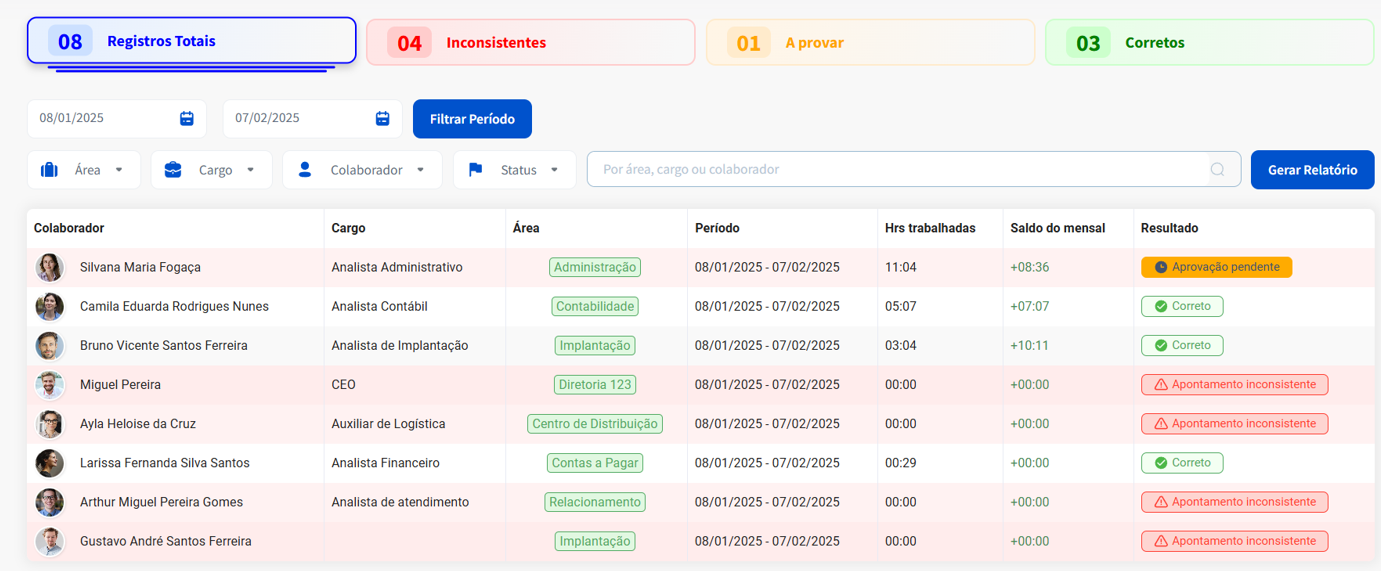 08 Registros Totais 04 Inconsistentes 01 A aprovar 03 Corretos
08/01/2025 07/02/2025 Filtrar Período
Área Cargo Colaborador Status Por área, cargo ou colaborador Gerar Relatório
Colaborador Cargo Área Período Hrs trabalhadas Saldo do mensal Resultado
Silvana Maria Fogaça Analista Administrativo Administração 08/01/2025 - 07/02/2025 11:04 +08:36 Aprovação pendente
Camila Eduarda Rodrigues Nunes Analista Contábil Contabilidade 08/01/2025 - 07/02/2025 05:07 +07:07 Correto
Bruno Vicente Santos Ferreira Analista de Implantação Implantação 08/01/2025 - 07/02/2025 03:04 +10:11 Correto
Miguel Pereira CEO Diretoria 123 08/01/2025 - 07/02/2025 00:00 +00:00 Apontamento inconsistente
Ayla Heloise da Cruz Auxiliar de Logística Centro de Distribuição 08/01/2025 - 07/02/2025 00:00 +00:00 Apontamento inconsistente
Larissa Fernanda Silva Santos Analista Financeiro Contas a Pagar 08/01/2025 - 07/02/2025 00:29 +00:00 Correto
Arthur Miguel Pereira Gomes Analista de atendimento Relacionamento 08/01/2025 - 07/02/2025 00:00 +00:00 Apontamento inconsistente
Gustavo André Santos Ferreira Implantação 08/01/2025 - 07/02/2025 00:00 +00:00 Apontamento inconsistente